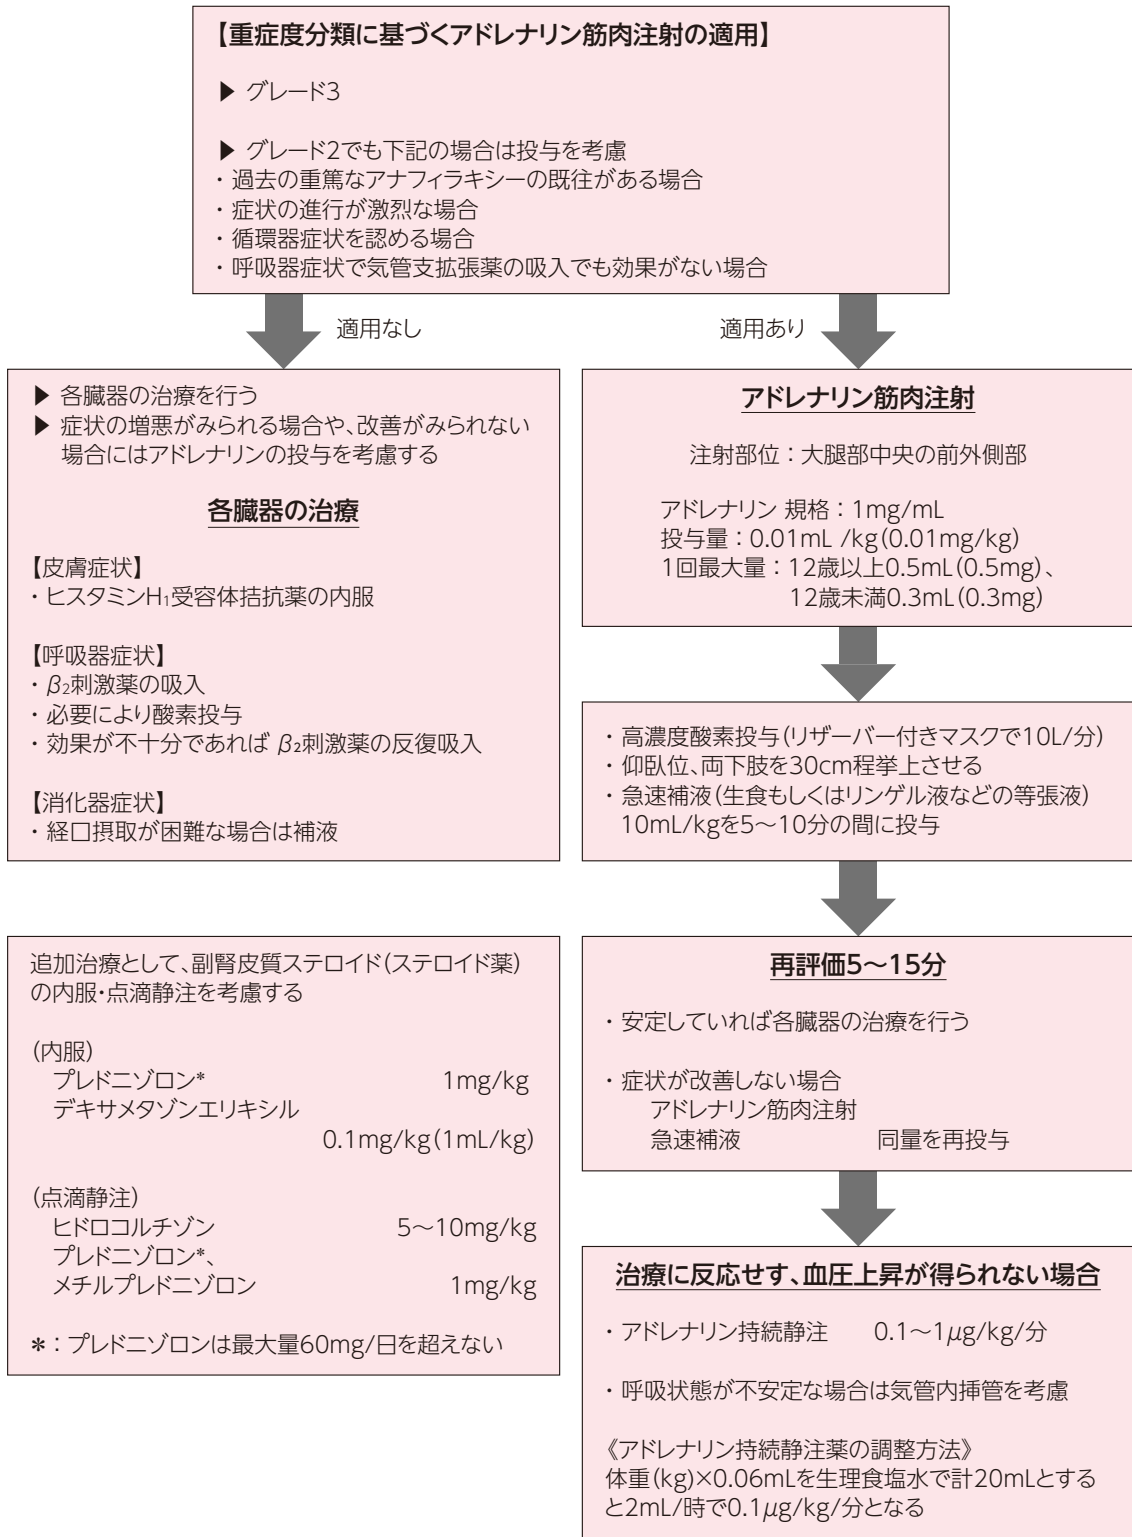 【重症度分類に基づくアドレナリン筋肉注射の適用】
▶ グレード3
▶ グレード2でも下記の場合は投与を考慮
・過去の重篤なアナフィラキシーの既往がある場合
・症状の進行が激烈な場合
・循環器症状を認める場合
・呼吸器症状で気管支拡張薬の吸入でも効果がない場合
適用なし
適用あり
▶ 各臓器の治療を行う
▶ 症状の増悪がみられる場合や、改善がみられない
場合にはアドレナリンの投与を考慮する
各臓器の治療
【皮膚症状】
・ヒスタミンH₁受容体拮抗薬の内服
【呼吸器症状】
・β₂刺激薬の吸入
・必要により酸素投与
・効果が不十分であれば β₂刺激薬の反復吸入
【消化器症状】
・経口摂取が困難な場合は補液
追加治療として、副腎皮質ステロイド(ステロイド薬)
の内服・点滴静注を考慮する
(内服)
プレドニゾロン* 1mg/kg
デキサメタゾンエリキシル
0.1mg/kg(1mL/kg)
(点滴静注)
ヒドロコルチゾン 5〜10mg/kg
プレドニゾロン*、
メチルプレドニゾロン 1mg/kg
*:プレドニゾロンは最大量60mg/日を超えない
アドレナリン筋肉注射
注射部位:大腿部中央の前外側部
アドレナリン 規格:1mg/mL
投与量:0.01mL /kg(0.01mg/kg)
1回最大量:12歳以上0.5mL(0.5mg)、
12歳未満0.3mL(0.3mg)
・高濃度酸素投与(リザーバー付きマスクで10L/分)
・仰臥位、両下肢を30cm程挙上させる
・急速補液(生食もしくはリンゲル液などの等張液)
10mL/kgを5〜10分の間に投与
再評価5〜15分
・安定していれば各臓器の治療を行う
・症状が改善しない場合
アドレナリン筋肉注射
急速補液 同量を再投与
治療に反応せす、血圧上昇が得られない場合
・アドレナリン持続静注 0.1〜1μg/kg/分
・呼吸状態が不安定な場合は気管内挿管を考慮
《アドレナリン持続静注薬の調整方法》
体重(kg)×0.06mLを生理食塩水で計20mLとする
と2mL/時で0.1μg/kg/分となる